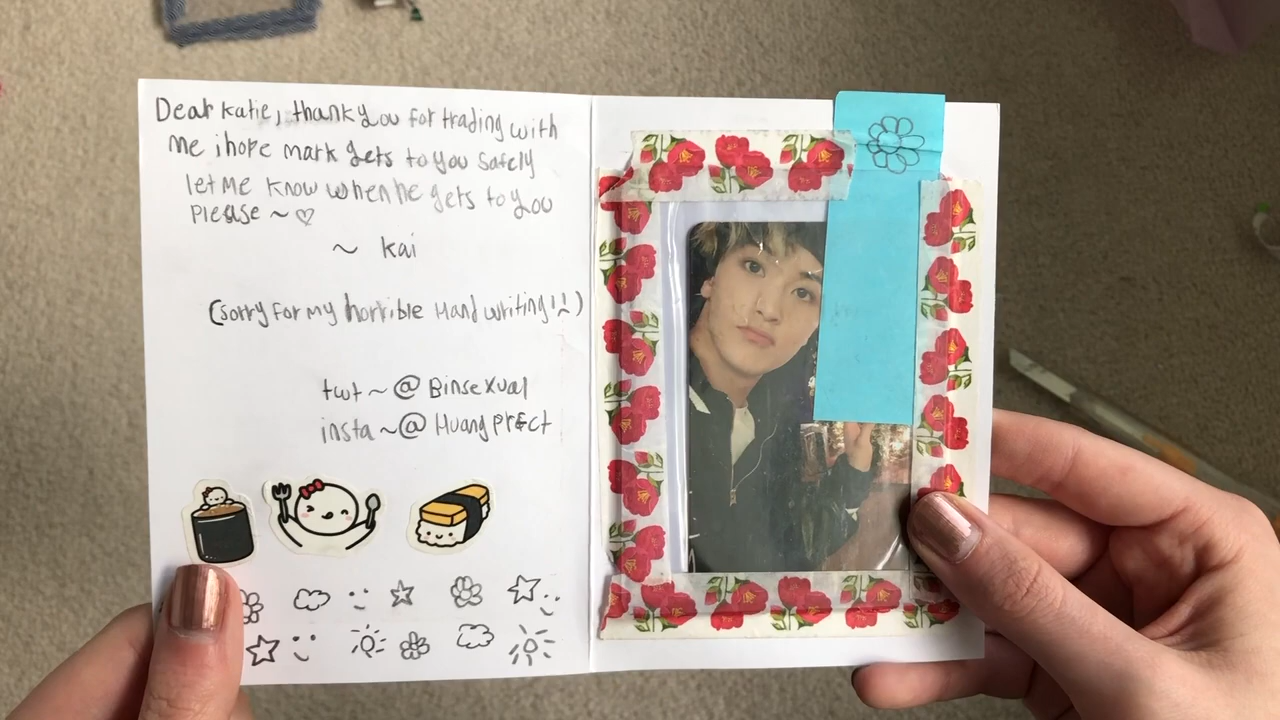 Dear Katie, thank you for trading with
me i hope mark gets to you safely
let me know when he gets to you
please ~ ♡
~ kai
(sorry for my horrible Hand writing!!)
twt ~ @ Binsexual
insta ~ @ Huangprfct